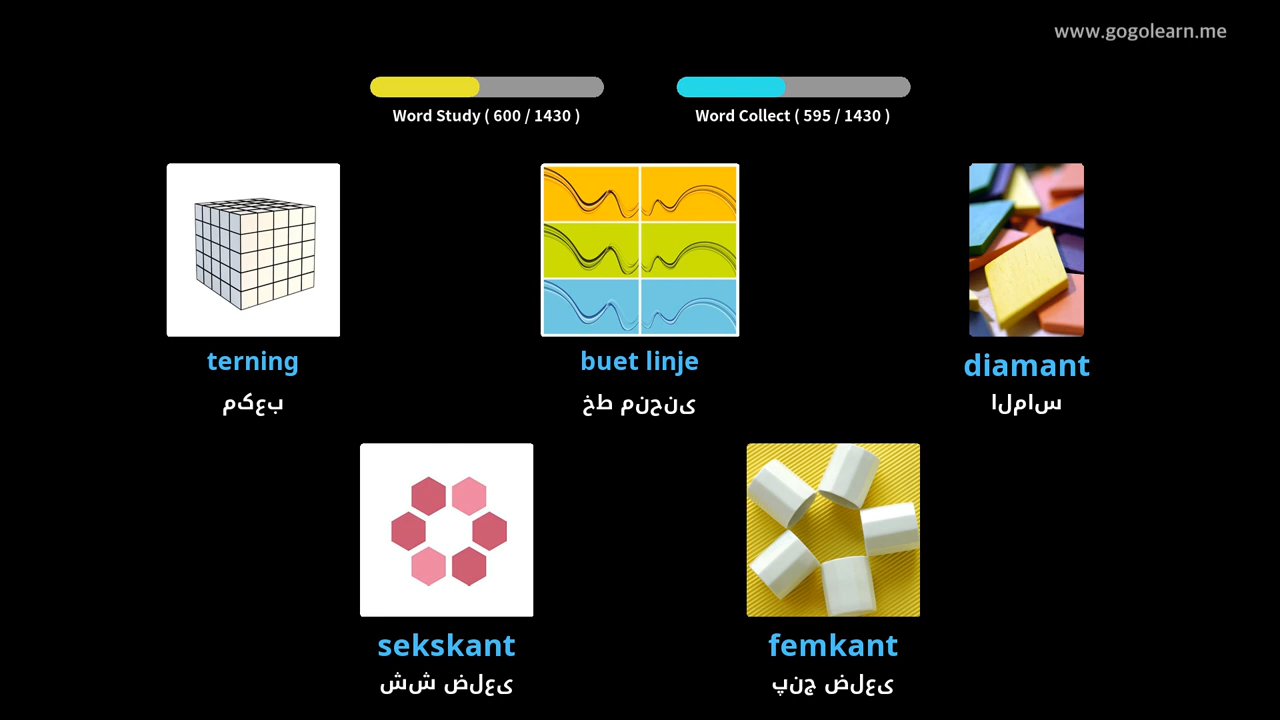 www.gogolearn.me
Word Study ( 600 / 1430 )
Word Collect ( 595 / 1430 )
terning
مکعب
buet linje
خط منحنی
diamant
الماس
sekskant
شش ضلعی
femkant
پنج ضلعی